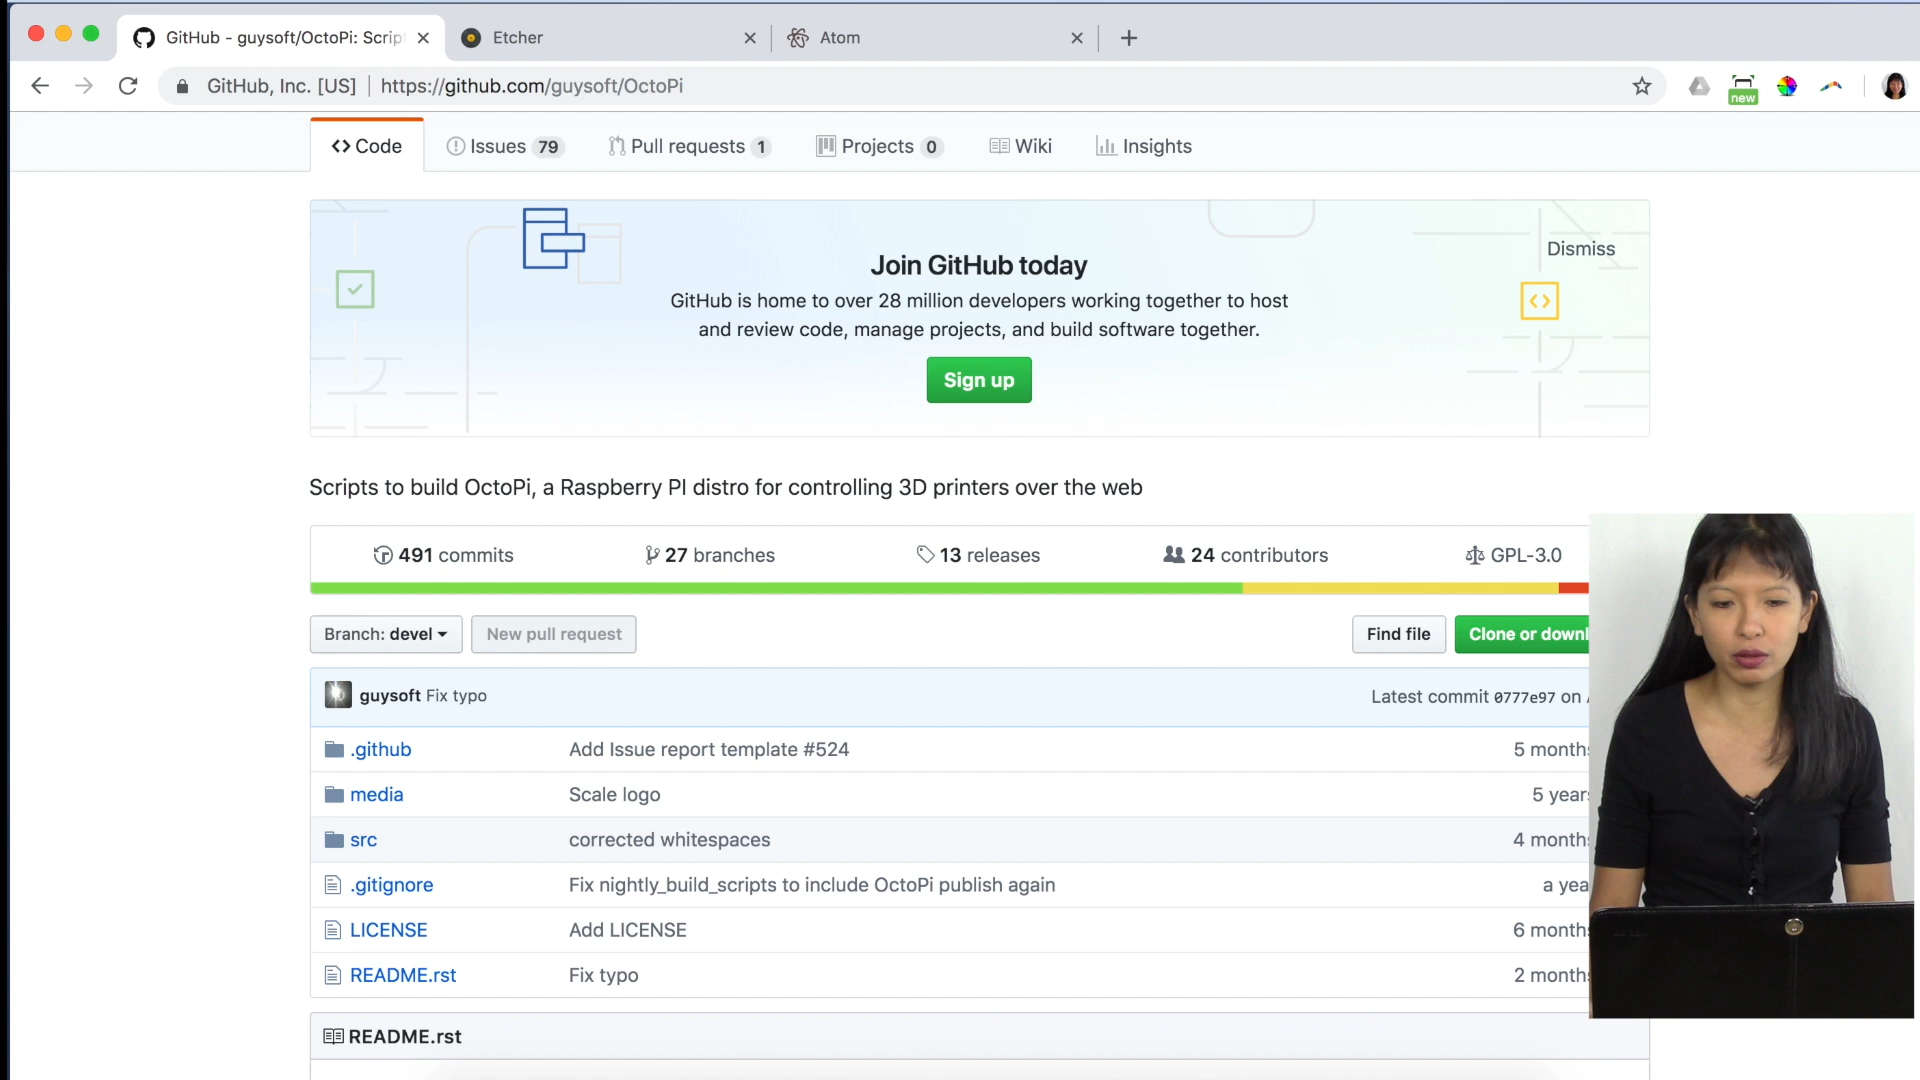 GitHub - guysoft/OctoPi: Scrip
Etcher
Atom
GitHub, Inc. [US] | https://github.com/guysoft/OctoPi
new
Code
Issues 79
Pull requests 1
Projects 0
Wiki
Insights
Dismiss
Join GitHub today
GitHub is home to over 28 million developers working together to host
and review code, manage projects, and build software together.
Sign up
Scripts to build OctoPi, a Raspberry PI distro for controlling 3D printers over the web
491 commits
27 branches
13 releases
24 contributors
GPL-3.0
Branch: devel
New pull request
Find file
Clone or downl
guysoft Fix typo
Latest commit 0777e97 on
.github Add Issue report template #524 5 months
media Scale logo 5 years
src corrected whitespaces 4 months
.gitignore Fix nightly_build_scripts to include OctoPi publish again a yea
LICENSE Add LICENSE 6 months
README.rst Fix typo 2 months
README.rst